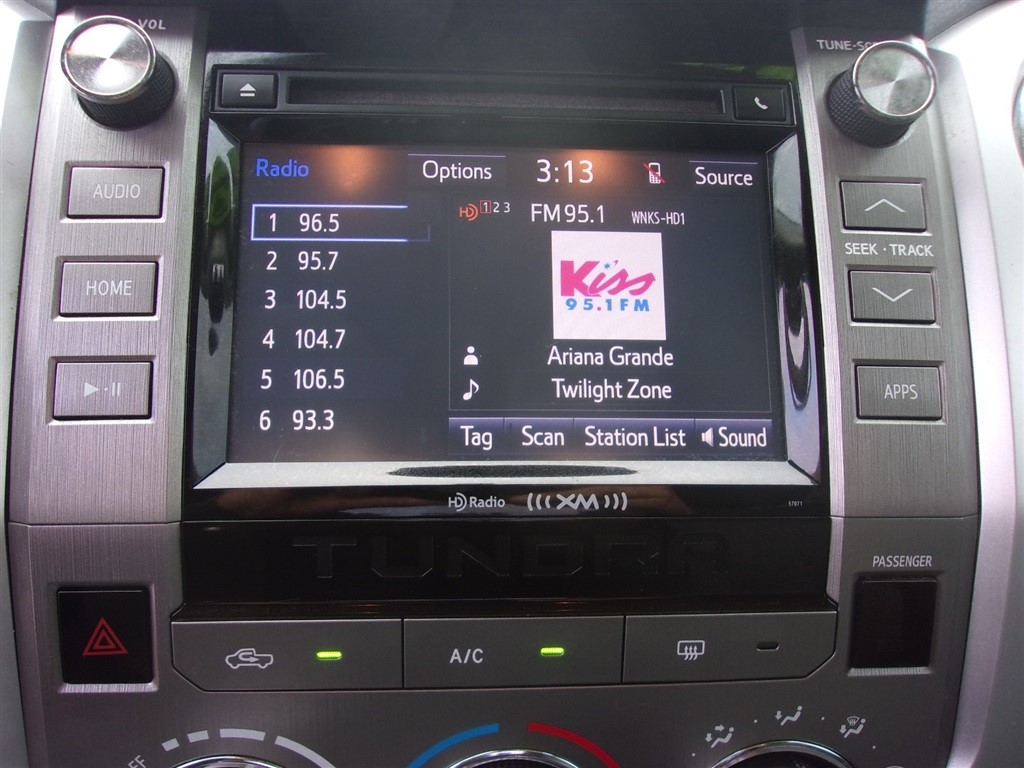 VOL
TUNE·SC
AUDIO
HOME
Radio
Options
3:13
Source
1 96.5
2 95.7
3 104.5
4 104.7
5 106.5
6 93.3
HD 1 2 3
FM 95.1 WNKS-HD1
Kiss
95.1 FM
Ariana Grande
Twilight Zone
Tag
Scan
Station List
Sound
SEEK · TRACK
APPS
HD Radio
XM
57071
TUNDRA
PASSENGER
A/C
FF